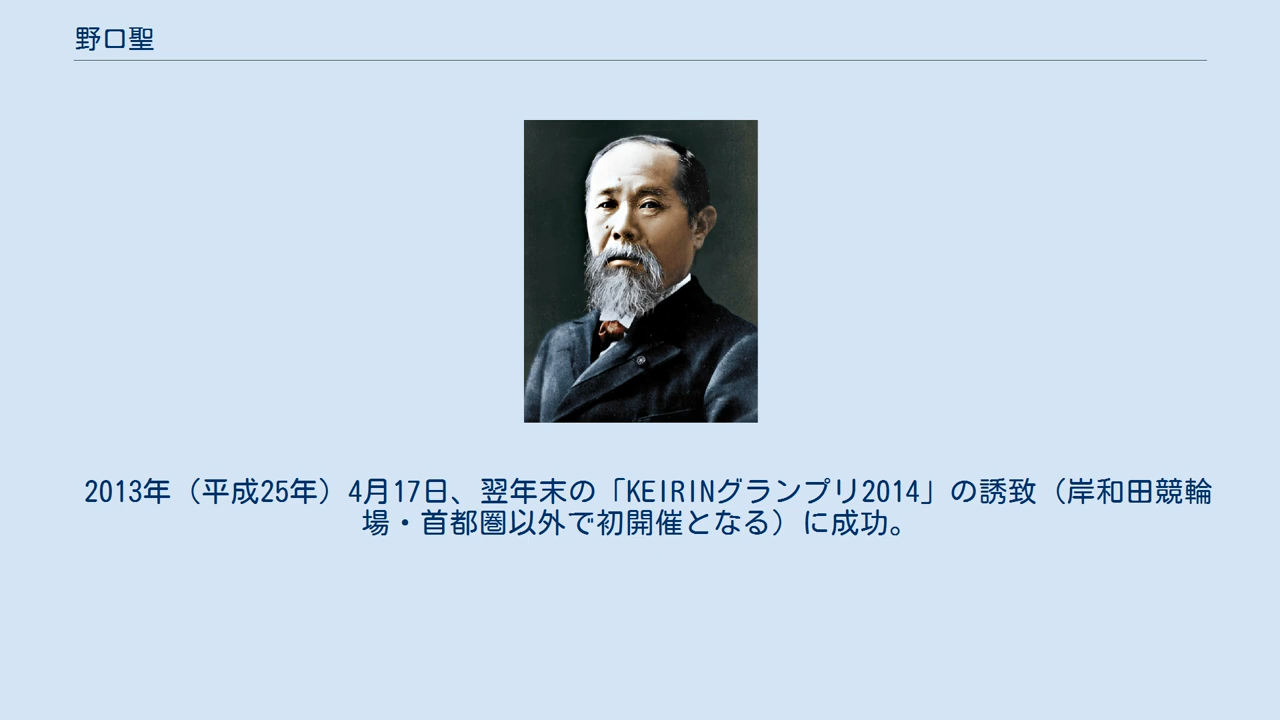 野口聖
2013年（平成25年）4月17日、翌年末の「KEIRINグランプリ2014」の誘致（岸和田競輪
場・首都圏以外で初開催となる）に成功。